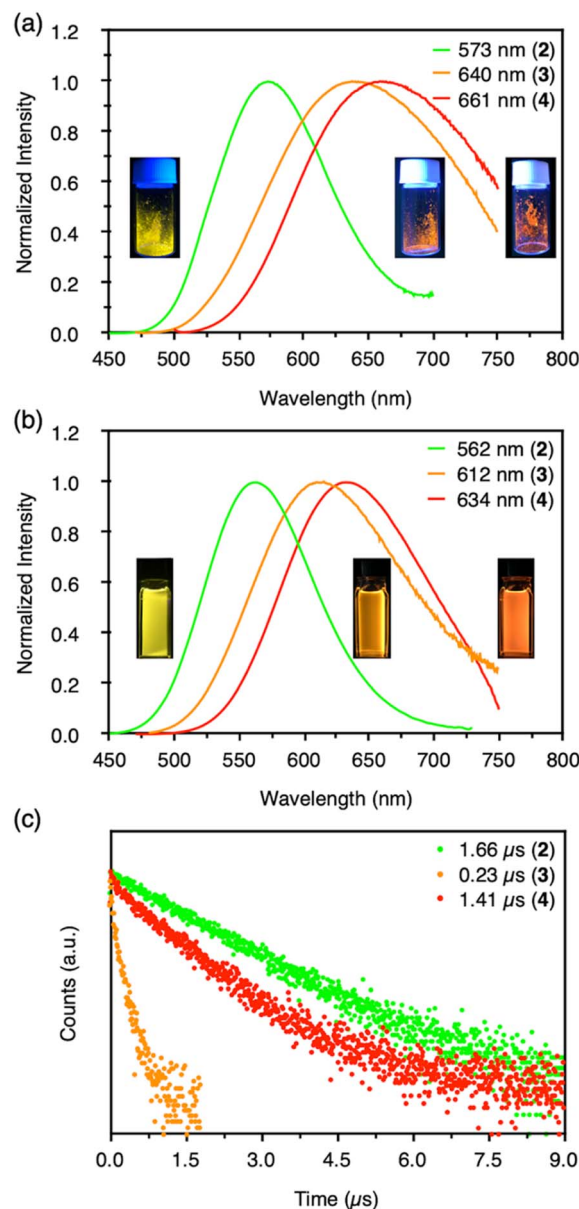 (a)
1.2
1.0
0.8
0.6
0.4
0.2
0.0
Normalized Intensity
573 nm (2)
640 nm (3)
661 nm (4)
450 500 550 600 650 700 750 800
Wavelength (nm)
(b)
1.2
1.0
0.8
0.6
0.4
0.2
0.0
Normalized Intensity
562 nm (2)
612 nm (3)
634 nm (4)
450 500 550 600 650 700 750 800
Wavelength (nm)
(c)
Counts (a.u.)
1.66 µs (2)
0.23 µs (3)
1.41 µs (4)
0.0 1.5 3.0 4.5 6.0 7.5 9.0
Time (µs)